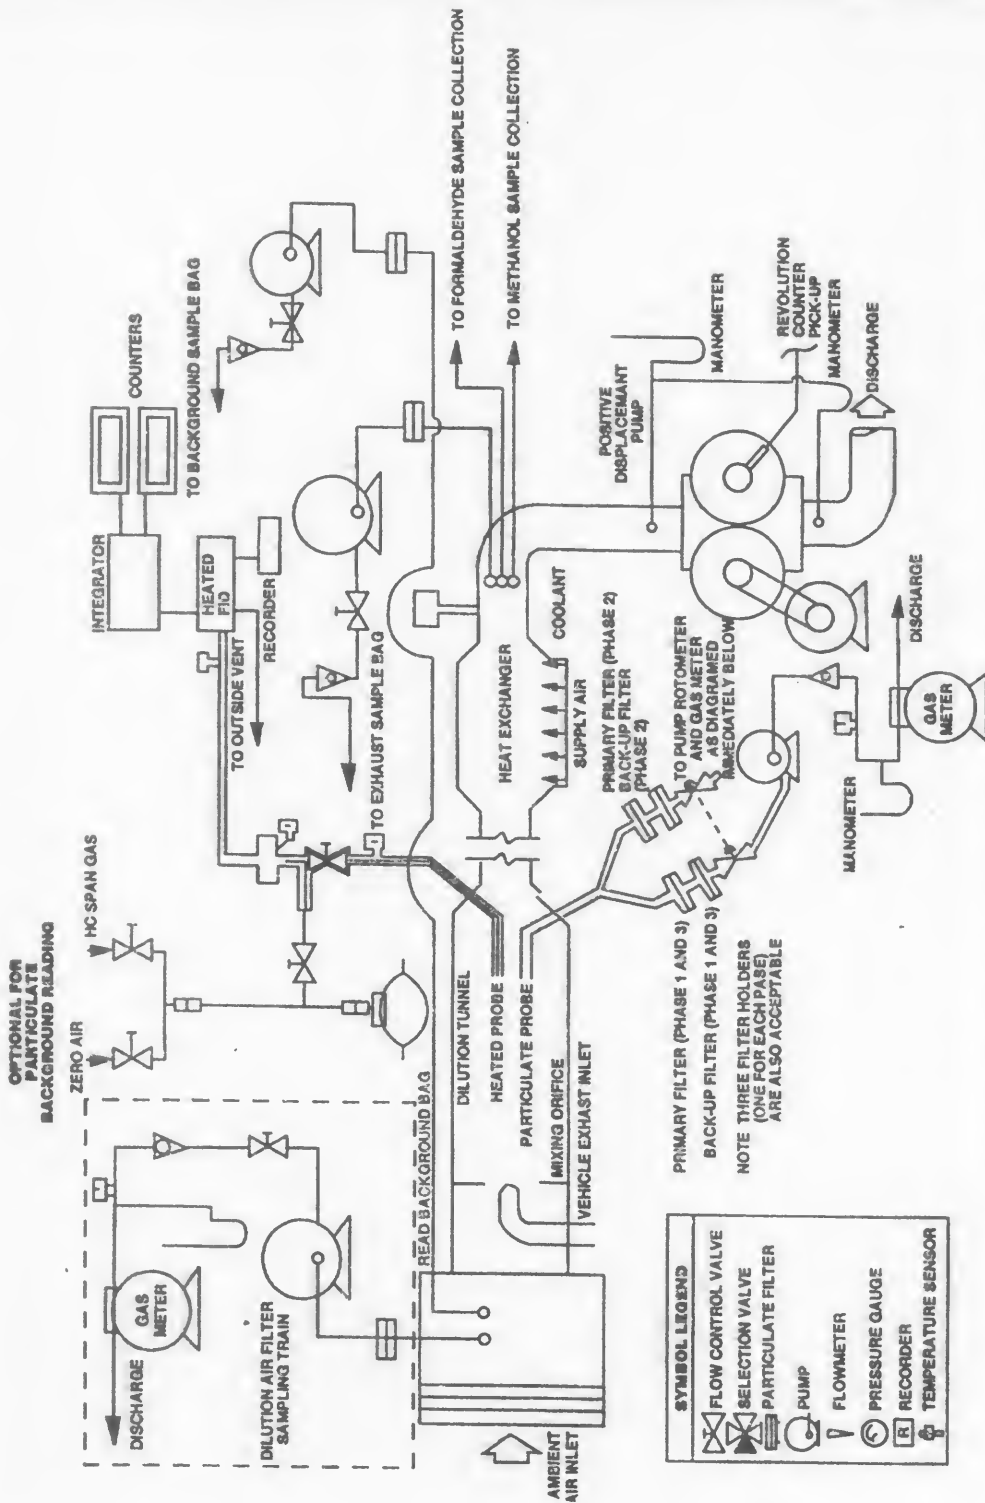 OPTIONAL FOR
PARTICULATE
BACKGROUND READING
ZERO AIR
HC SPAN GAS
INTEGRATOR
COUNTERS
HEATED
FID
RECORDER
TO OUTSIDE VENT
TO BACKGROUND SAMPLE BAG
TO EXHAUST SAMPLE BAG
TO FORMALDEHYDE SAMPLE COLLECTION
TO METHANOL SAMPLE COLLECTION
DISCHARGE
GAS
METER
DILUTION AIR FILTER
SAMPLING TRAIN
READ BACKGROUND BAG
AMBIENT
AIR INLET
DILUTION TUNNEL
HEATED PROBE
PARTICULATE PROBE
MIXING ORIFICE
VEHICLE EXHAST INLET
HEAT EXCHANGER
SUPPLY AIR
COOLANT
POSITIVE
DISPLACEMANT
PUMP
MANOMETER
REVOLUTION
COUNTER
PICK-UP
MANOMETER
DISCHARGE
PRIMARY FILTER (PHASE 2)
BACK-UP FILTER
(PHASE 2)
TO PUMP ROTOMETER
AND GAS METER
AS DIAGRAMED
IMMEDIATELY BELOW
MANOMETER
DISCHARGE
GAS
METER
PRIMARY FILTER (PHASE 1 AND 3)
BACK-UP FILTER (PHASE 1 AND 3)
NOTE THREE FILTER HOLDERS
(ONE FOR EACH PASE)
ARE ALSO ACCEPTABLE
SYMBOL LEGEND
FLOW CONTROL VALVE
SELECTION VALVE
PARTICULATE FILTER
PUMP
FLOWMETER
PRESSURE GAUGE
R RECORDER
TEMPERATURE SENSOR